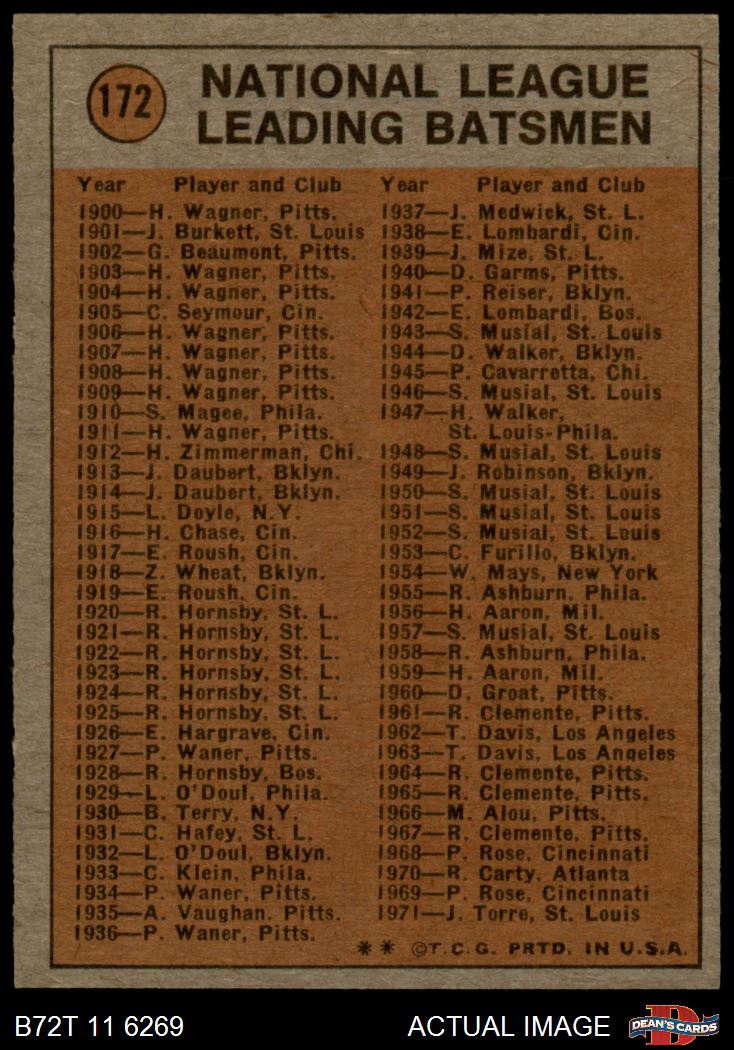 172
NATIONAL LEAGUE
LEADING BATSMEN
Year Player and Club
1900—H. Wagner, Pitts.
1901—J. Burkett, St. Louis
1902—G. Beaumont, Pitts.
1903—H. Wagner, Pitts.
1904—H. Wagner, Pitts.
1905—C. Seymour, Cin.
1906—H. Wagner, Pitts.
1907—H. Wagner, Pitts.
1908—H. Wagner, Pitts.
1909—H. Wagner, Pitts.
1910—S. Magee, Phila.
1911—H. Wagner, Pitts.
1912—H. Zimmerman, Chi.
1913—J. Daubert, Bklyn.
1914—J. Daubert, Bklyn.
1915—L. Doyle, N.Y.
1916—H. Chase, Cin.
1917—E. Roush, Cin.
1918—Z. Wheat, Bklyn.
1919—E. Roush, Cin.
1920—R. Hornsby, St. L.
1921—R. Hornsby, St. L.
1922—R. Hornsby, St. L.
1923—R. Hornsby, St. L.
1924—R. Hornsby, St. L.
1925—R. Hornsby, St. L.
1926—E. Hargrave, Cin.
1927—P. Waner, Pitts.
1928—R. Hornsby, Bos.
1929—L. O'Doul, Phila.
1930—B. Terry, N.Y.
1931—C. Hafey, St. L.
1932—L. O'Doul, Bklyn.
1933—C. Klein, Phila.
1934—P. Waner, Pitts.
1935—A. Vaughan, Pitts.
1936—P. Waner, Pitts.
Year Player and Club
1937—J. Medwick, St. L.
1938—E. Lombardi, Cin.
1939—J. Mize, St. L.
1940—D. Garms, Pitts.
1941—P. Reiser, Bklyn.
1942—E. Lombardi, Bos.
1943—S. Musial, St. Louis
1944—D. Walker, Bklyn.
1945—P. Cavarretta, Chi.
1946—S. Musial, St. Louis
1947—H. Walker,
St. Louis-Phila.
1948—S. Musial, St. Louis
1949—J. Robinson, Bklyn.
1950—S. Musial, St. Louis
1951—S. Musial, St. Louis
1952—S. Musial, St. Louis
1953—C. Furillo, Bklyn.
1954—W. Mays, New York
1955—R. Ashburn, Phila.
1956—H. Aaron, Mil.
1957—S. Musial, St. Louis
1958—R. Ashburn, Phila.
1959—H. Aaron, Mil.
1960—D. Groat, Pitts.
1961—R. Clemente, Pitts.
1962—T. Davis, Los Angeles
1963—T. Davis, Los Angeles
1964—R. Clemente, Pitts.
1965—R. Clemente, Pitts.
1966—M. Alou, Pitts.
1967—R. Clemente, Pitts.
1968—P. Rose, Cincinnati
1970—R. Carty, Atlanta
1969—P. Rose, Cincinnati
1971—J. Torre, St. Louis
** ©T.C.G. PRTD. IN U.S.A.
B72T 11 6269
ACTUAL IMAGE
D
DEAN'S CARDS